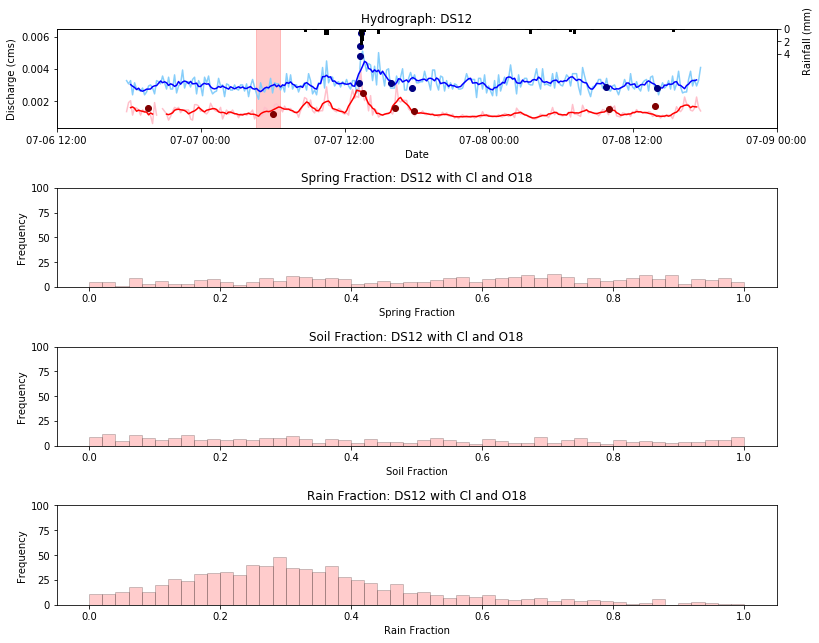 Hydrograph: DS12
0.006
0.004
0.002
Discharge (cms)
0
2
4
Rainfall (mm)
07-06 12:00 07-07 00:00 07-07 12:00 07-08 00:00 07-08 12:00 07-09 00:00
Date
Spring Fraction: DS12 with Cl and O18
100
75
50
25
0
Frequency
0.0 0.2 0.4 0.6 0.8 1.0
Spring Fraction
Soil Fraction: DS12 with Cl and O18
100
75
50
25
0
Frequency
0.0 0.2 0.4 0.6 0.8 1.0
Soil Fraction
Rain Fraction: DS12 with Cl and O18
100
75
50
25
0
Frequency
0.0 0.2 0.4 0.6 0.8 1.0
Rain Fraction